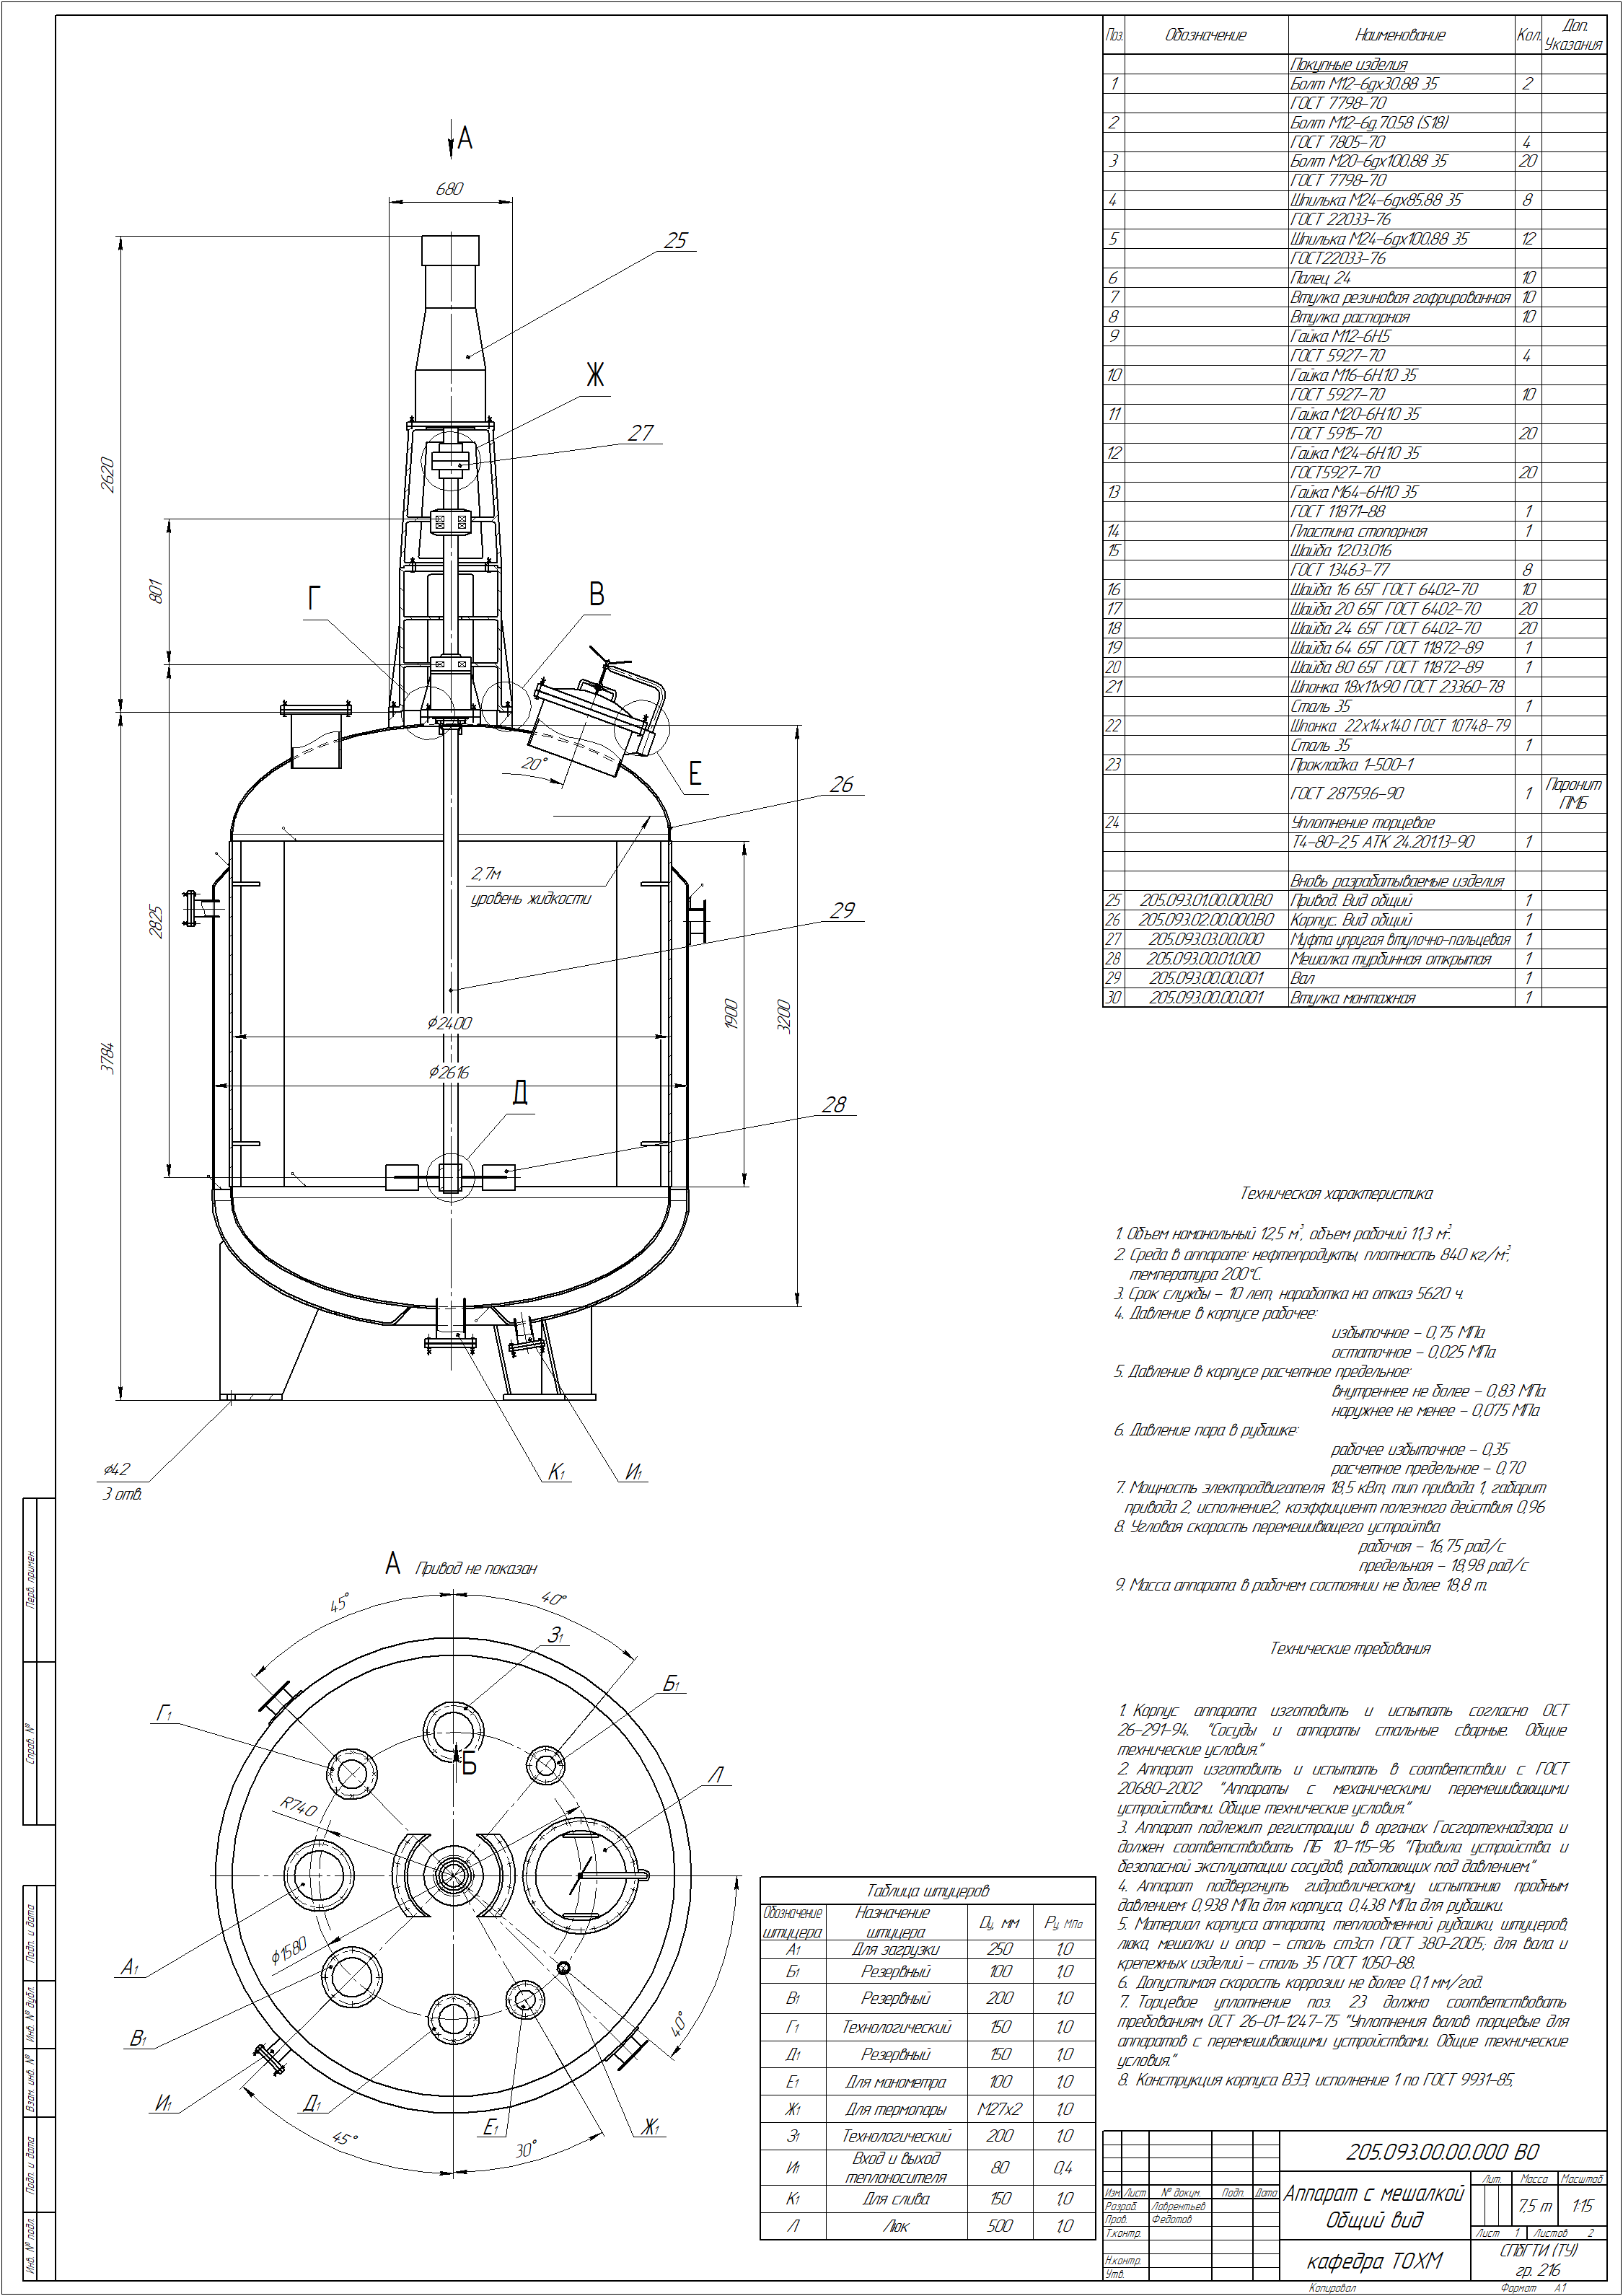 Поз. Обозначение Наименование Кол. Доп. Указания
Покупные изделия
1 Болт М12-6gx30.88 35 2
ГОСТ 7798-70
2 Болт М12-6g.70.58 (S18)
ГОСТ 7805-70 4
3 Болт М20-6gx100.88 35 20
ГОСТ 7798-70
4 Шпилька М24-6gx85.88 35 8
ГОСТ 22033-76
5 Шпилька М24-6gx100.88 35 12
ГОСТ22033-76
6 Палец 24 10
7 Втулка резиновая гофрированная 10
8 Втулка распорная 10
9 Гайка М12-6Н.5
ГОСТ 5927-70 4
10 Гайка М16-6Н.10 35
ГОСТ 5927-70 10
11 Гайка М20-6Н.10 35
ГОСТ 5915-70 20
12 Гайка М24-6Н.10 35
ГОСТ5927-70 20
13 Гайка М64-6Н10 35
ГОСТ 11871-88 1
14 Пластина стопорная 1
15 Шайба 12.03.016
ГОСТ 13463-77 8
16 Шайба 16 65Г ГОСТ 6402-70 10
17 Шайба 20 65Г ГОСТ 6402-70 20
18 Шайба 24 65Г ГОСТ 6402-70 20
19 Шайба 64 65Г ГОСТ 11872-89 1
20 Шайба 80 65Г ГОСТ 11872-89 1
21 Шпонка 18х11х90 ГОСТ 23360-78
Сталь 35 1
22 Шпонка 22х14х140 ГОСТ 10748-79
Сталь 35 1
23 Прокладка 1-500-1
ГОСТ 28759.6-90 1 Паронит ПМБ
24 Уплотнение торцевое
Т4-80-2,5 АТК 24.201.13-90 1
Вновь разрабатываемые изделия
25 205.093.01.00.000.ВО Привод. Вид общий 1
26 205.093.02.00.000.ВО Корпус. Вид общий 1
27 205.093.03.00.000 Муфта упругая втулочно-пальцевая 1
28 205.093.00.01.000 Мешалка турбинная открытая 1
29 205.093.00.00.001 Вал 1
30 205.093.00.00.001 Втулка монтажная 1
А
680
25
Ж
27
2620
801
Г
В
20°
Е
26
2,7м
уровень жидкости
2825
29
1900
3200
⌀2400
3784
⌀2616
Д
28
⌀42
3 отв.
К1
И1
Техническая характеристика
1. Объем номанальный 12,5 м³, объем рабочий 11,3 м³.
2. Среда в аппарате: нефтепродукты, плотность 840 кг/м³,
температура 200°С.
3. Срок службы - 10 лет, наработка на отказ 5620 ч.
4. Давление в корпусе рабочее:
избыточное - 0,75 МПа
остаточное - 0,025 МПа
5. Давление в корпусе расчетное предельное:
внутреннее не более - 0,83 МПа
наружнее не менее - 0,075 МПа
6. Давление пара в рубашке:
рабочее избыточное - 0,35
расчетное предельное - 0,70
7. Мощность электродвигателя 18,5 кВт, тип привода 1, габарит
привода 2, исполнение2, коэффициент полезного действия 0,96
8. Угловая скорость перемешивющего устройтва
рабочая - 16,75 рад/с
предельная - 18,98 рад/с
9. Масса аппарата в рабочем состоянии не более 18,8 т.
А Привод не показан
45°
40°
З1
Б1
Г1
Б
Л
R740
⌀1580
А1
В1
И1
Д1
Е1
Ж1
40°
45°
30°
Технические требования
1. Корпус аппарата изготовить и испытать согласно ОСТ
26-291-94. "Сосуды и аппараты стальные сварные. Общие
технические условия."
2. Аппарат изготовить и испытать в соответствии с ГОСТ
20680-2002 "Аппараты с механическими перемешивающими
устройствами. Общие технические условия."
3. Аппарат подлежит регистрации в органах Госгортехнадзора и
должен соответствовать ПБ 10-115-96 "Правила устройства и
безопасной эксплуатации сосудов, работающих под давлением."
4. Аппарат подвергнуть гидравлическому испытанию пробным
давлением: 0,938 МПа для корпуса, 0,438 МПа для рубашки.
5. Материал корпуса аппарата, теплообменной рубашки, штуцеров,
люка, мешалки и опор - сталь ст3сп ГОСТ 380-2005; для вала и
крепежных изделий - сталь 35 ГОСТ 1050-88.
6. Допустимая скорость коррозии не более 0,1 мм/год.
7. Торцевое уплотнение поз. 23 должно соответствовать
требованиям ОСТ 26-01-1247-75 "Уплотнения валов торцевые для
аппаратов с перемешивающими устройствами. Общие технические
условия."
8. Конструкция корпуса ВЭЭ, исполнение 1 по ГОСТ 9931-85,
Таблица штуцеров
Обозначение штуцера Назначение штуцера Dy, мм Ру, МПа
А1 Для загрузки 250 1,0
Б1 Резервный 100 1,0
В1 Резервный 200 1,0
Г1 Технологический 150 1,0
Д1 Резервный 150 1,0
Е1 Для манометра 100 1,0
Ж1 Для термопары М27х2 1,0
З1 Технологический 200 1,0
И1 Вход и выход теплоносителя 80 0,4
К1 Для слива 150 1,0
Л Люк 500 1,0
205.093.00.00.000 ВО
Изм. Лист № докум. Подп. Дата
Разраб. Лаврентьев
Пров. Федотов
Т.контр.
Н.контр.
Утв.
Аппарат с мешалкой
Общий вид
Лит. Масса Масштаб
7,5 т 1:15
Лист 1 Листов 2
кафедра ТОХМ
СПбГТИ (ТУ)
гр. 216
Копировал Формат А1
Перв. примен.
Справ. №
Подп. и дата
Инв. № дубл.
Взам. инв. №
Подп. и дата
Инв. № подл.